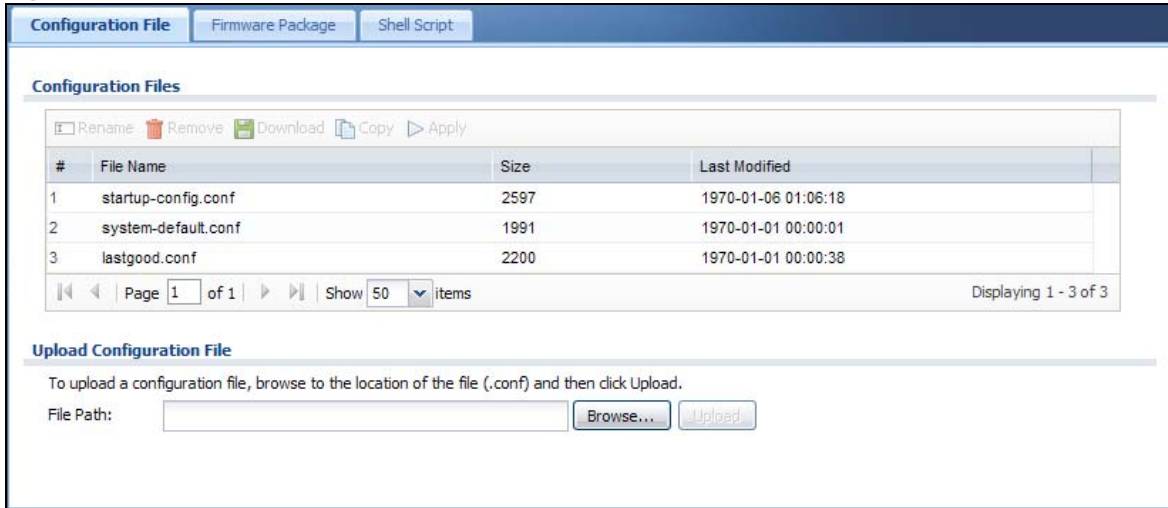 Configuration File Firmware Package Shell Script
Configuration Files
Rename Remove Download Copy Apply
# File Name Size Last Modified
1 startup-config.conf 2597 1970-01-06 01:06:18
2 system-default.conf 1991 1970-01-01 00:00:01
3 lastgood.conf 2200 1970-01-01 00:00:38
Page 1 of 1 Show 50 items Displaying 1 - 3 of 3
Upload Configuration File
To upload a configuration file, browse to the location of the file (.conf) and then click Upload.
File Path: Browse... Upload